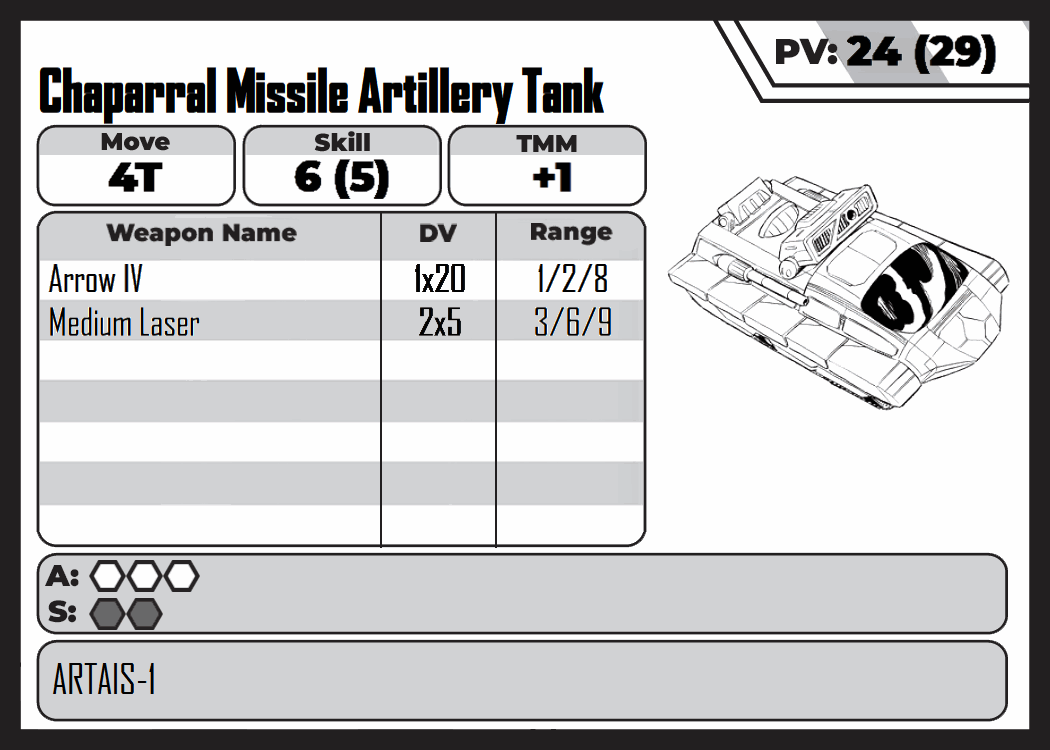 PV: 24 (29)
Chaparral Missile Artillery Tank
Move Skill TMM
4T 6 (5) +1
Weapon Name DV Range
Arrow IV 1x20 1/2/8
Medium Laser 2x5 3/6/9
A:
S:
ARTAIS-1